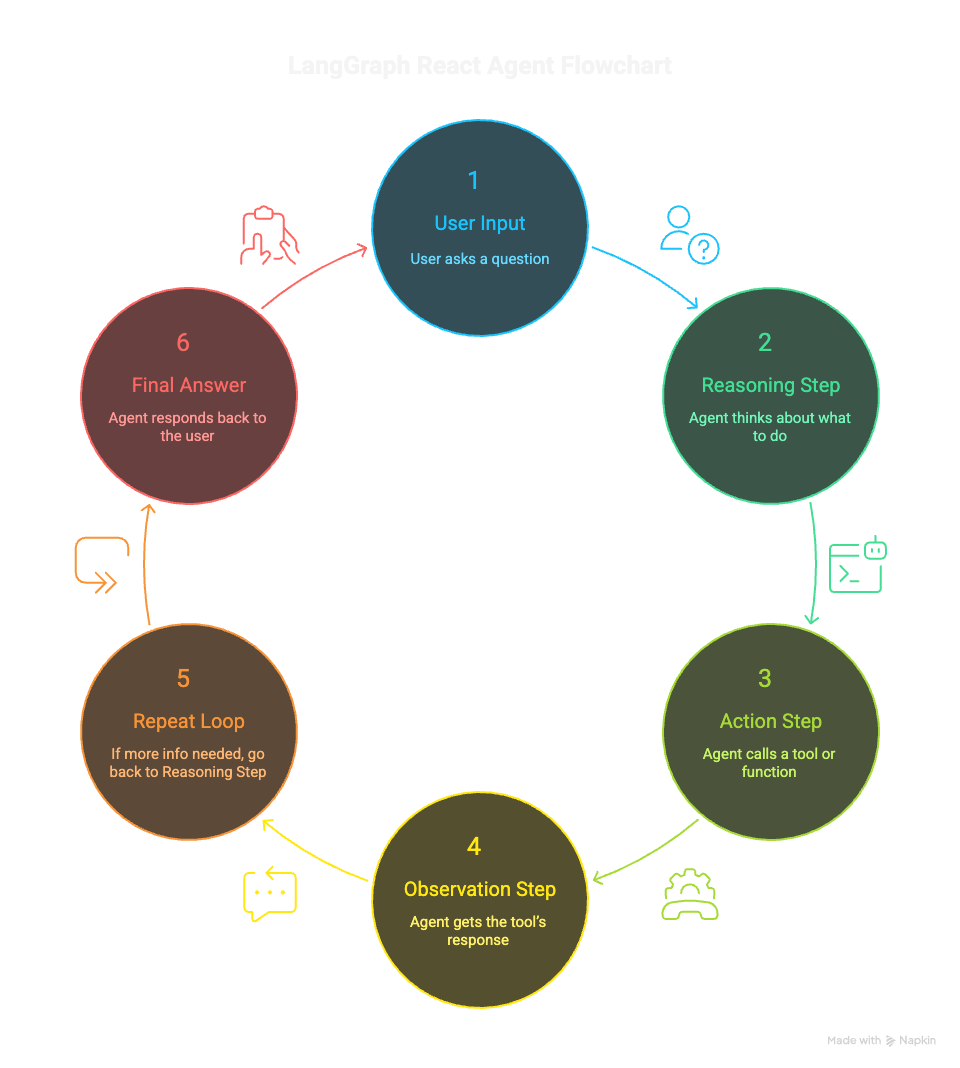 LangGraph React Agent Flowchart
1
User Input
User asks a question
2
Reasoning Step
Agent thinks about what
to do
3
Action Step
Agent calls a tool or
function
4
Observation Step
Agent gets the tool's
response
5
Repeat Loop
If more info needed, go
back to Reasoning Step
6
Final Answer
Agent responds back to
the user
Made with Napkin